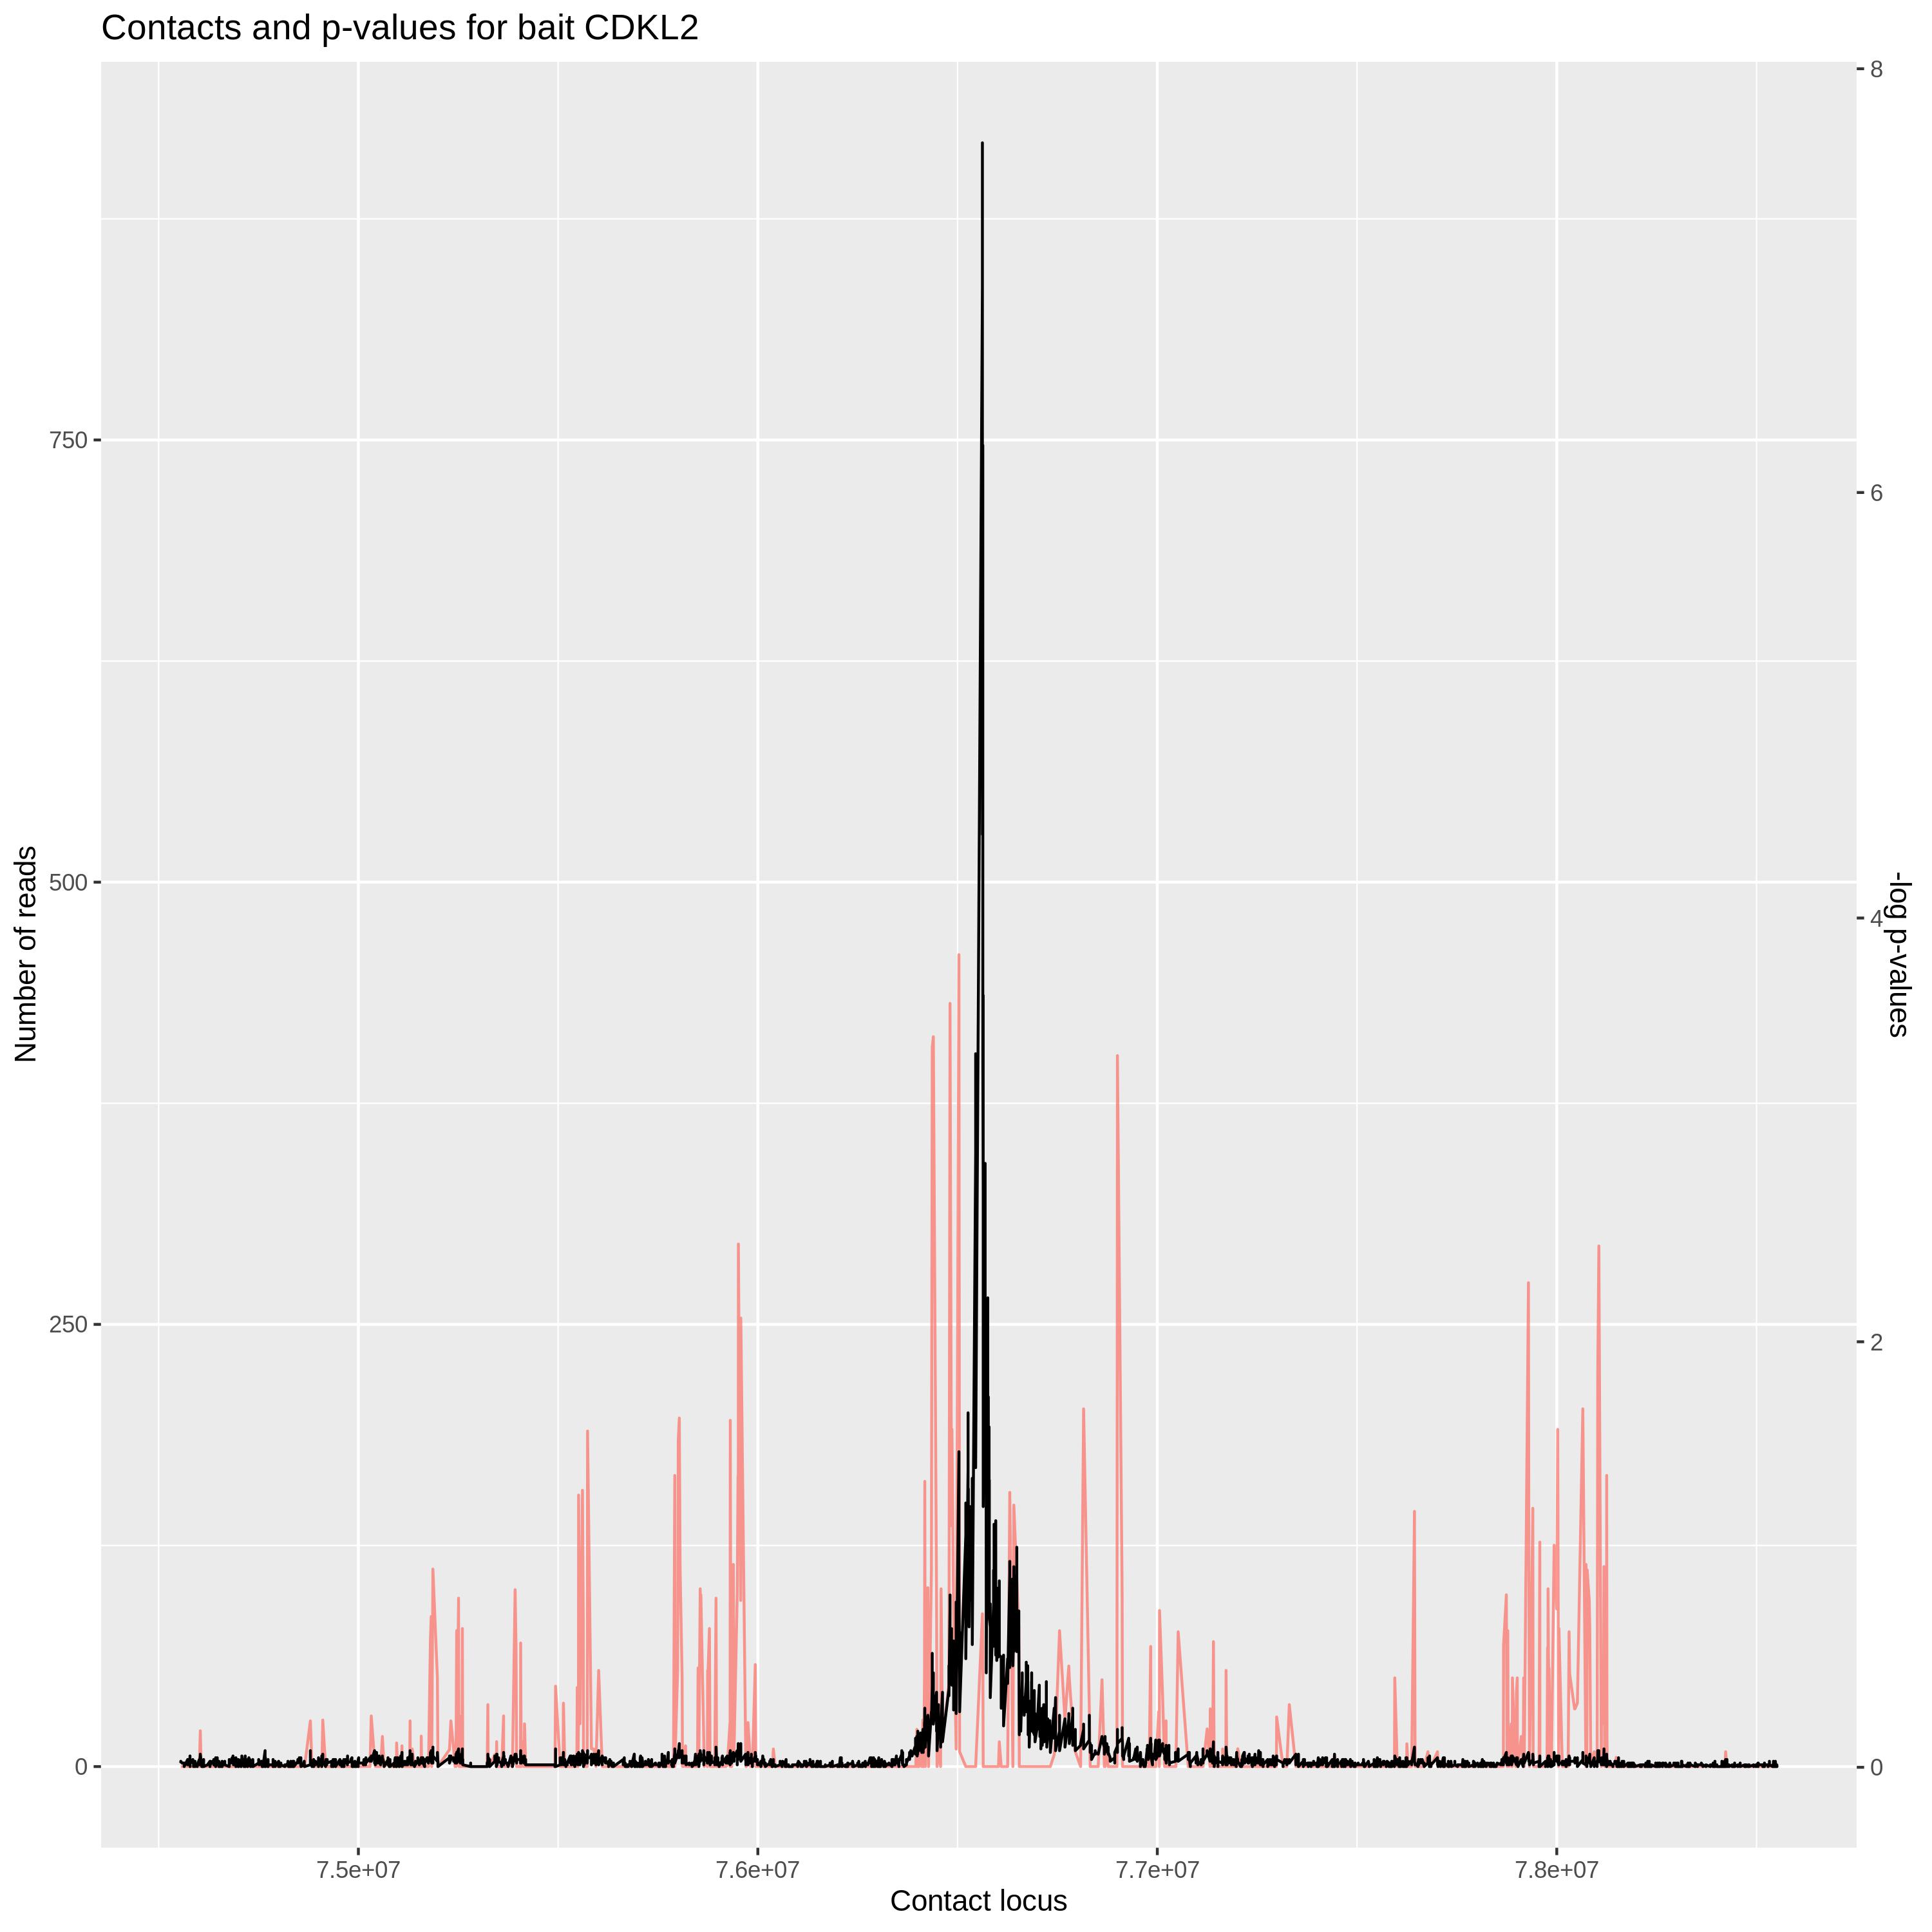 Contacts and p-values for bait CDKL2
Number of reads
750
500
250
0
8
6
4
2
0
-log p-values
7.5e+07
7.6e+07
7.7e+07
7.8e+07
Contact locus